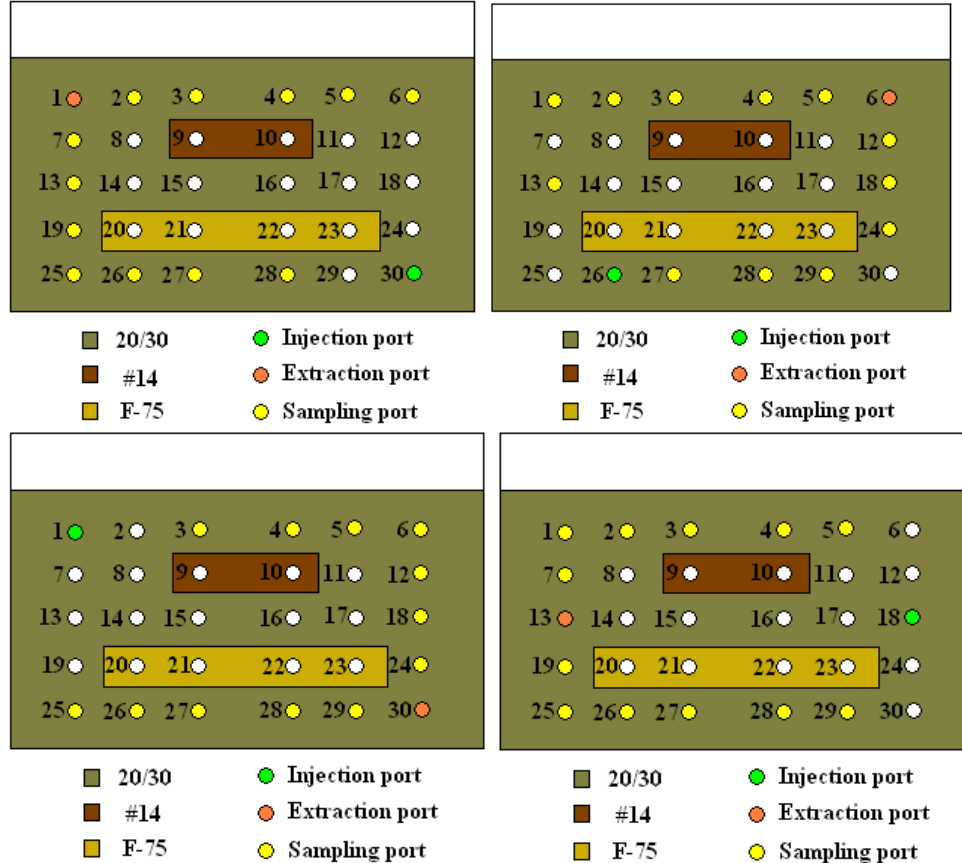 1 2 3 4 5 6
7 8 9 10 11 12
13 14 15 16 17 18
19 20 21 22 23 24
25 26 27 28 29 30
20/30 Injection port
#14 Extraction port
F-75 Sampling port
1 2 3 4 5 6
7 8 9 10 11 12
13 14 15 16 17 18
19 20 21 22 23 24
25 26 27 28 29 30
20/30 Injection port
#14 Extraction port
F-75 Sampling port
1 2 3 4 5 6
7 8 9 10 11 12
13 14 15 16 17 18
19 20 21 22 23 24
25 26 27 28 29 30
20/30 Injection port
#14 Extraction port
F-75 Sampling port
1 2 3 4 5 6
7 8 9 10 11 12
13 14 15 16 17 18
19 20 21 22 23 24
25 26 27 28 29 30
20/30 Injection port
#14 Extraction port
F-75 Sampling port